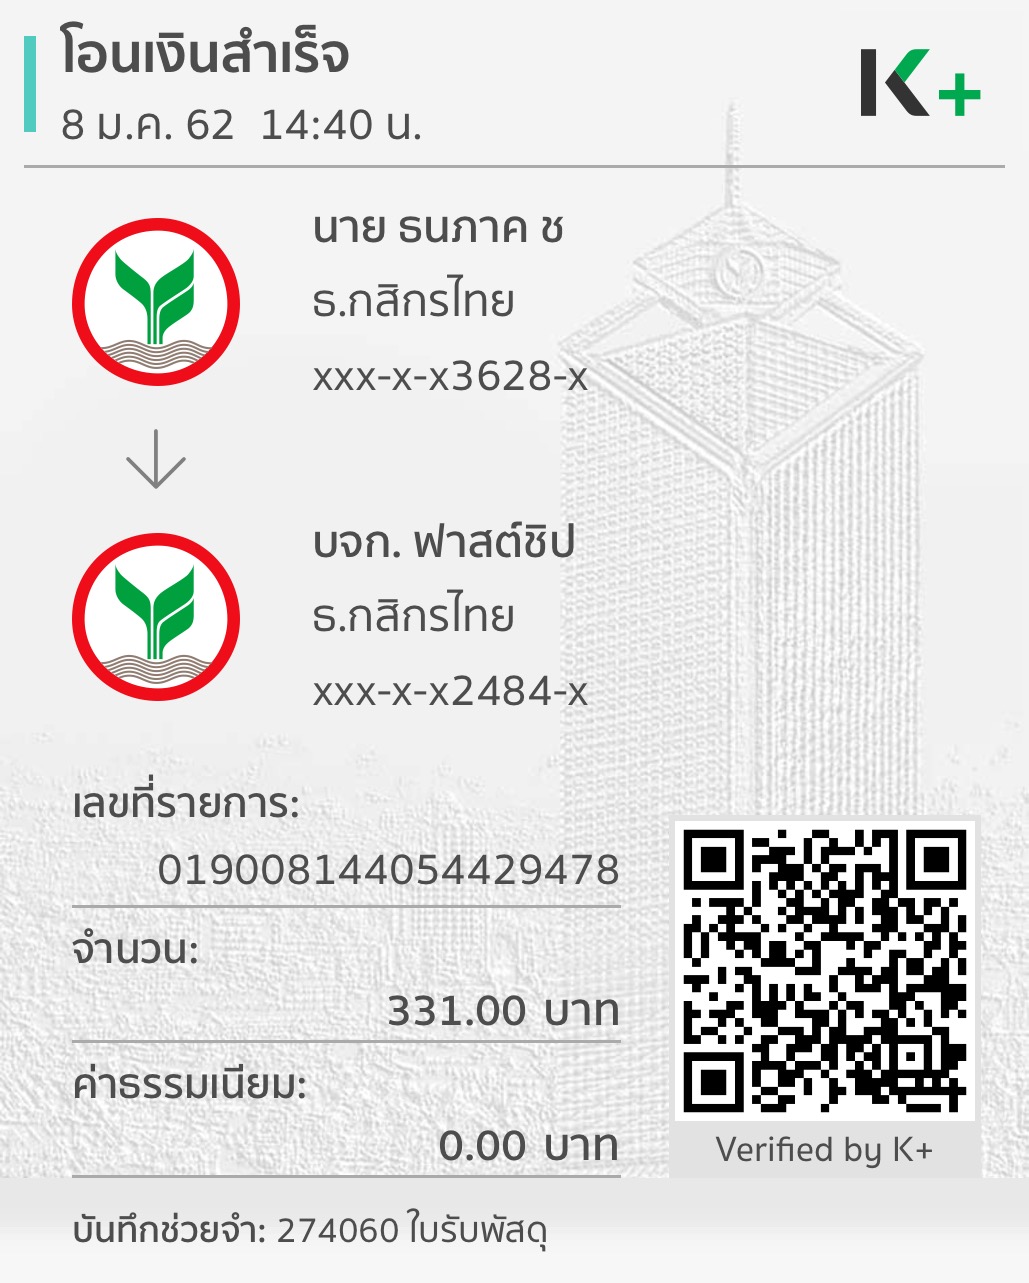 โอนเงินสำเร็จ
8 ม.ค. 62 14:40 น.
K+
นาย ธนภาค ช
ธ.กสิกรไทย
xxx-x-x3628-x
บจก. ฟาสต์ชิป
ธ.กสิกรไทย
xxx-x-x2484-x
เลขที่รายการ:
019008144054429478
จำนวน:
331.00 บาท
ค่าธรรมเนียม:
0.00 บาท
Verified by K+
บันทึกช่วยจำ: 274060 ใบรับพัสดุ